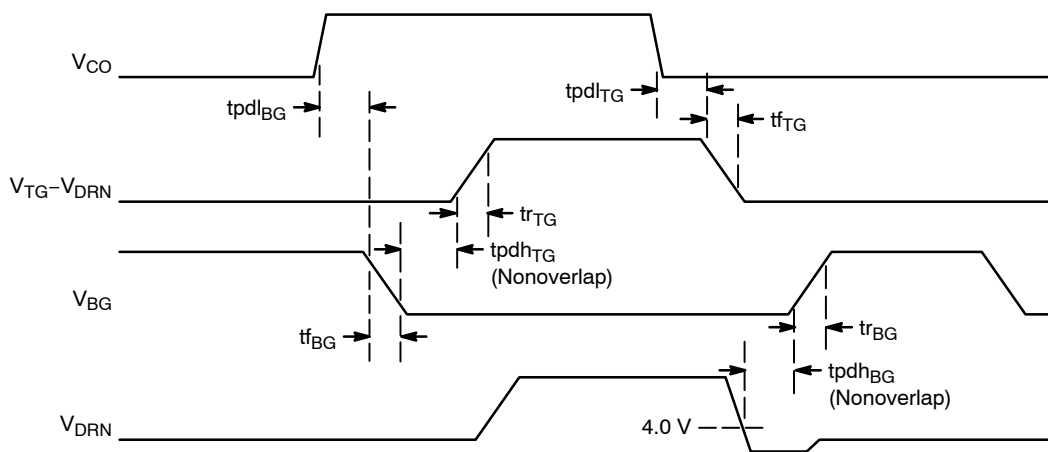 V_CO
tpdl_BG
tpdl_TG
tf_TG
V_TG–V_DRN
tr_TG
tpdh_TG
(Nonoverlap)
V_BG
tf_BG
tr_BG
tpdh_BG
(Nonoverlap)
4.0 V
V_DRN